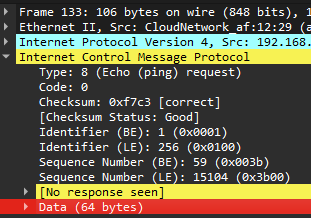 Frame 133: 106 bytes on wire (848 bits), 1
Ethernet II, Src: CloudNetwork_af:12:29 (a
Internet Protocol Version 4, Src: 192.168.
Internet Control Message Protocol
Type: 8 (Echo (ping) request)
Code: 0
Checksum: 0xf7c3 [correct]
[Checksum Status: Good]
Identifier (BE): 1 (0x0001)
Identifier (LE): 256 (0x0100)
Sequence Number (BE): 59 (0x003b)
Sequence Number (LE): 15104 (0x3b00)
[No response seen]
Data (64 bytes)